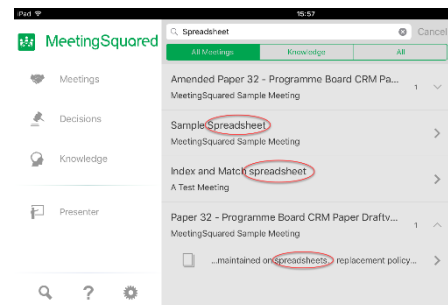 iPad
15:57
MeetingSquared
Spreadsheet
Cancel
All Meetings
Knowledge
All
Meetings
Decisions
Knowledge
Presenter
Amended Paper 32 - Programme Board CRM Pa...
1
MeetingSquared Sample Meeting
Sample Spreadsheet
MeetingSquared Sample Meeting
Index and Match spreadsheet
A Test Meeting
Paper 32 - Programme Board CRM Paper Draftv...
1
MeetingSquared Sample Meeting
...maintained on spreadsheets, replacement policy...
?